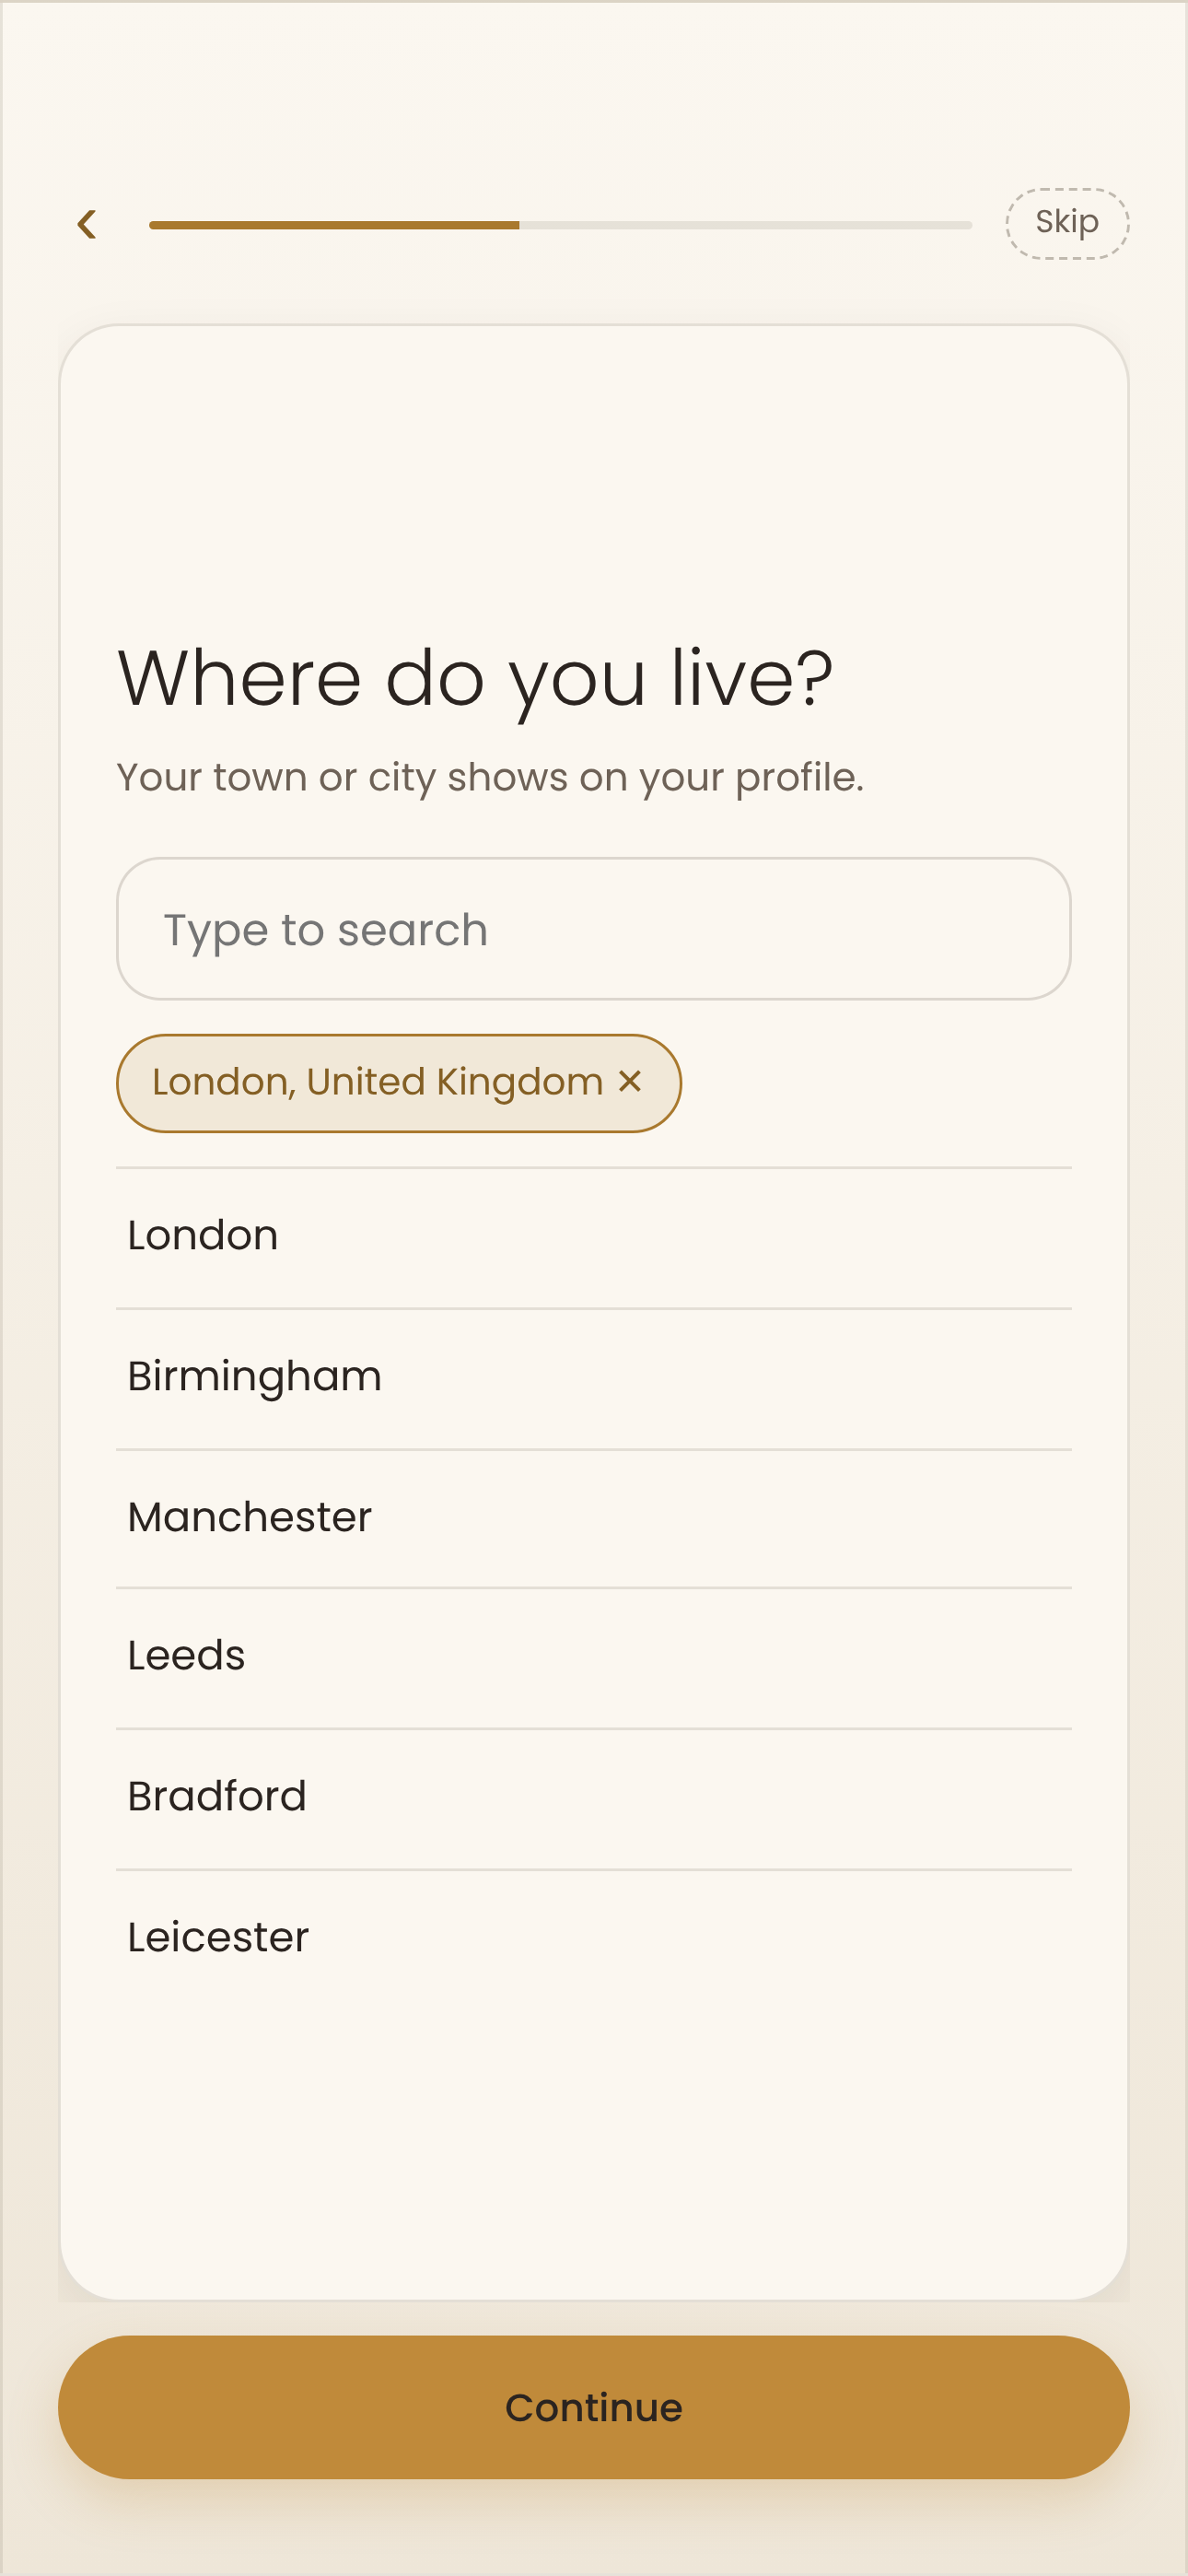 Skip
Where do you live?
Your town or city shows on your profile.
Type to search
London, United Kingdom ✕
London
Birmingham
Manchester
Leeds
Bradford
Leicester
Continue